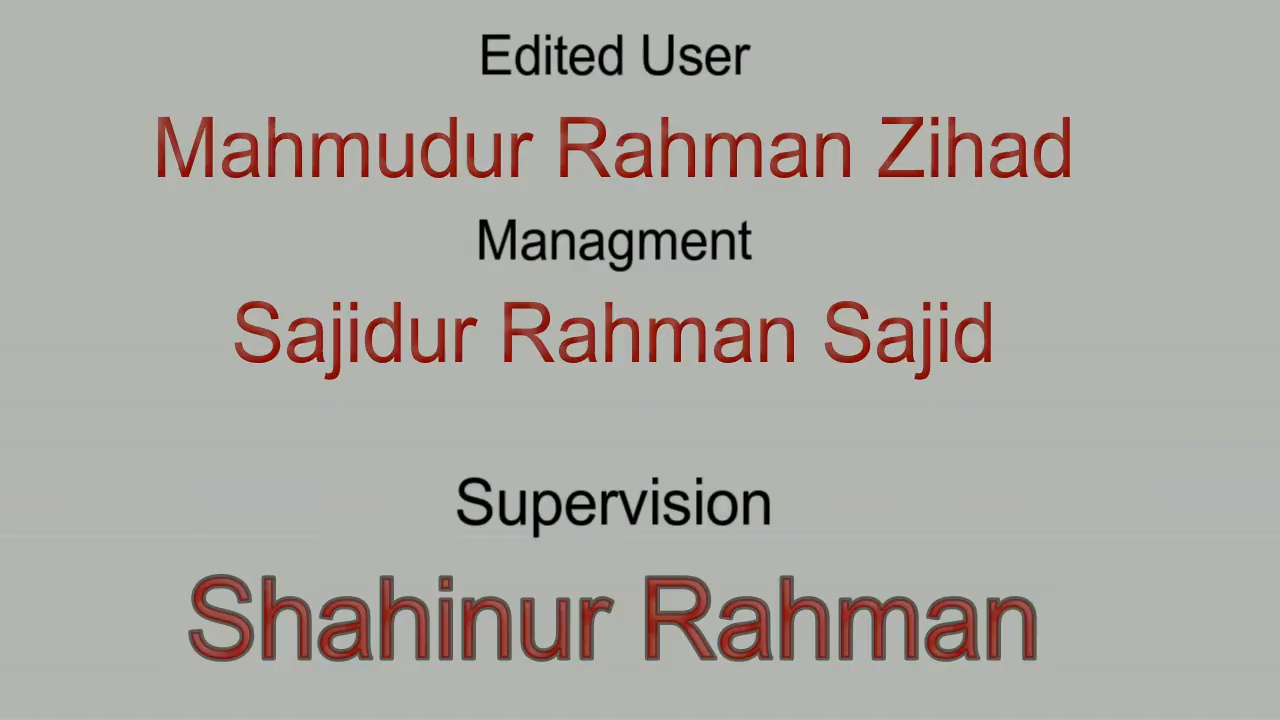 Edited User
Mahmudur Rahman Zihad
Managment
Sajidur Rahman Sajid
Supervision
Shahinur Rahman